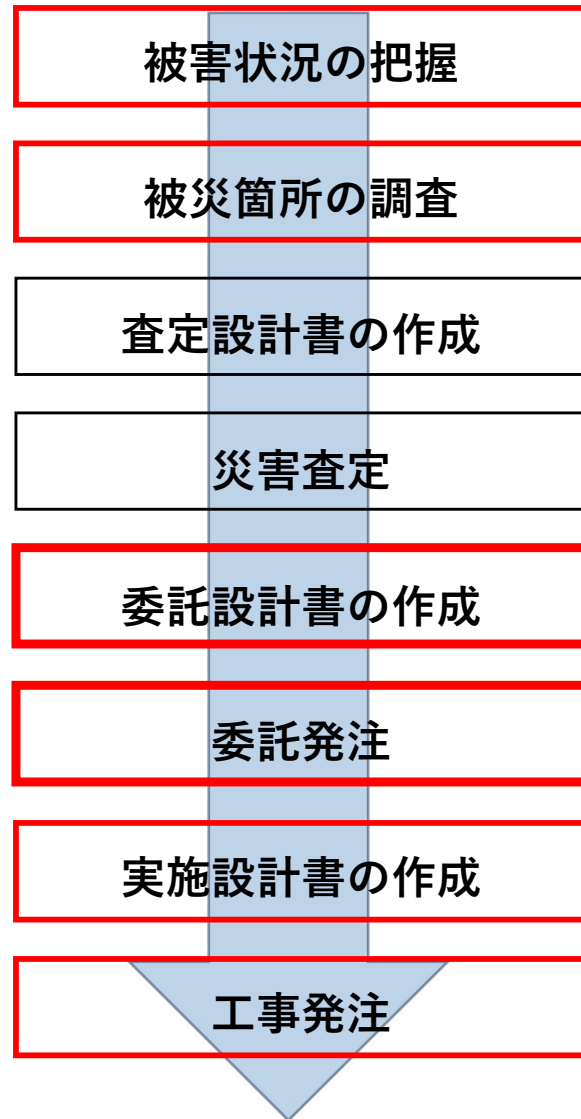 被害状況の把握
被災箇所の調査
査定設計書の作成
災害査定
委託設計書の作成
委託発注
実施設計書の作成
工事発注